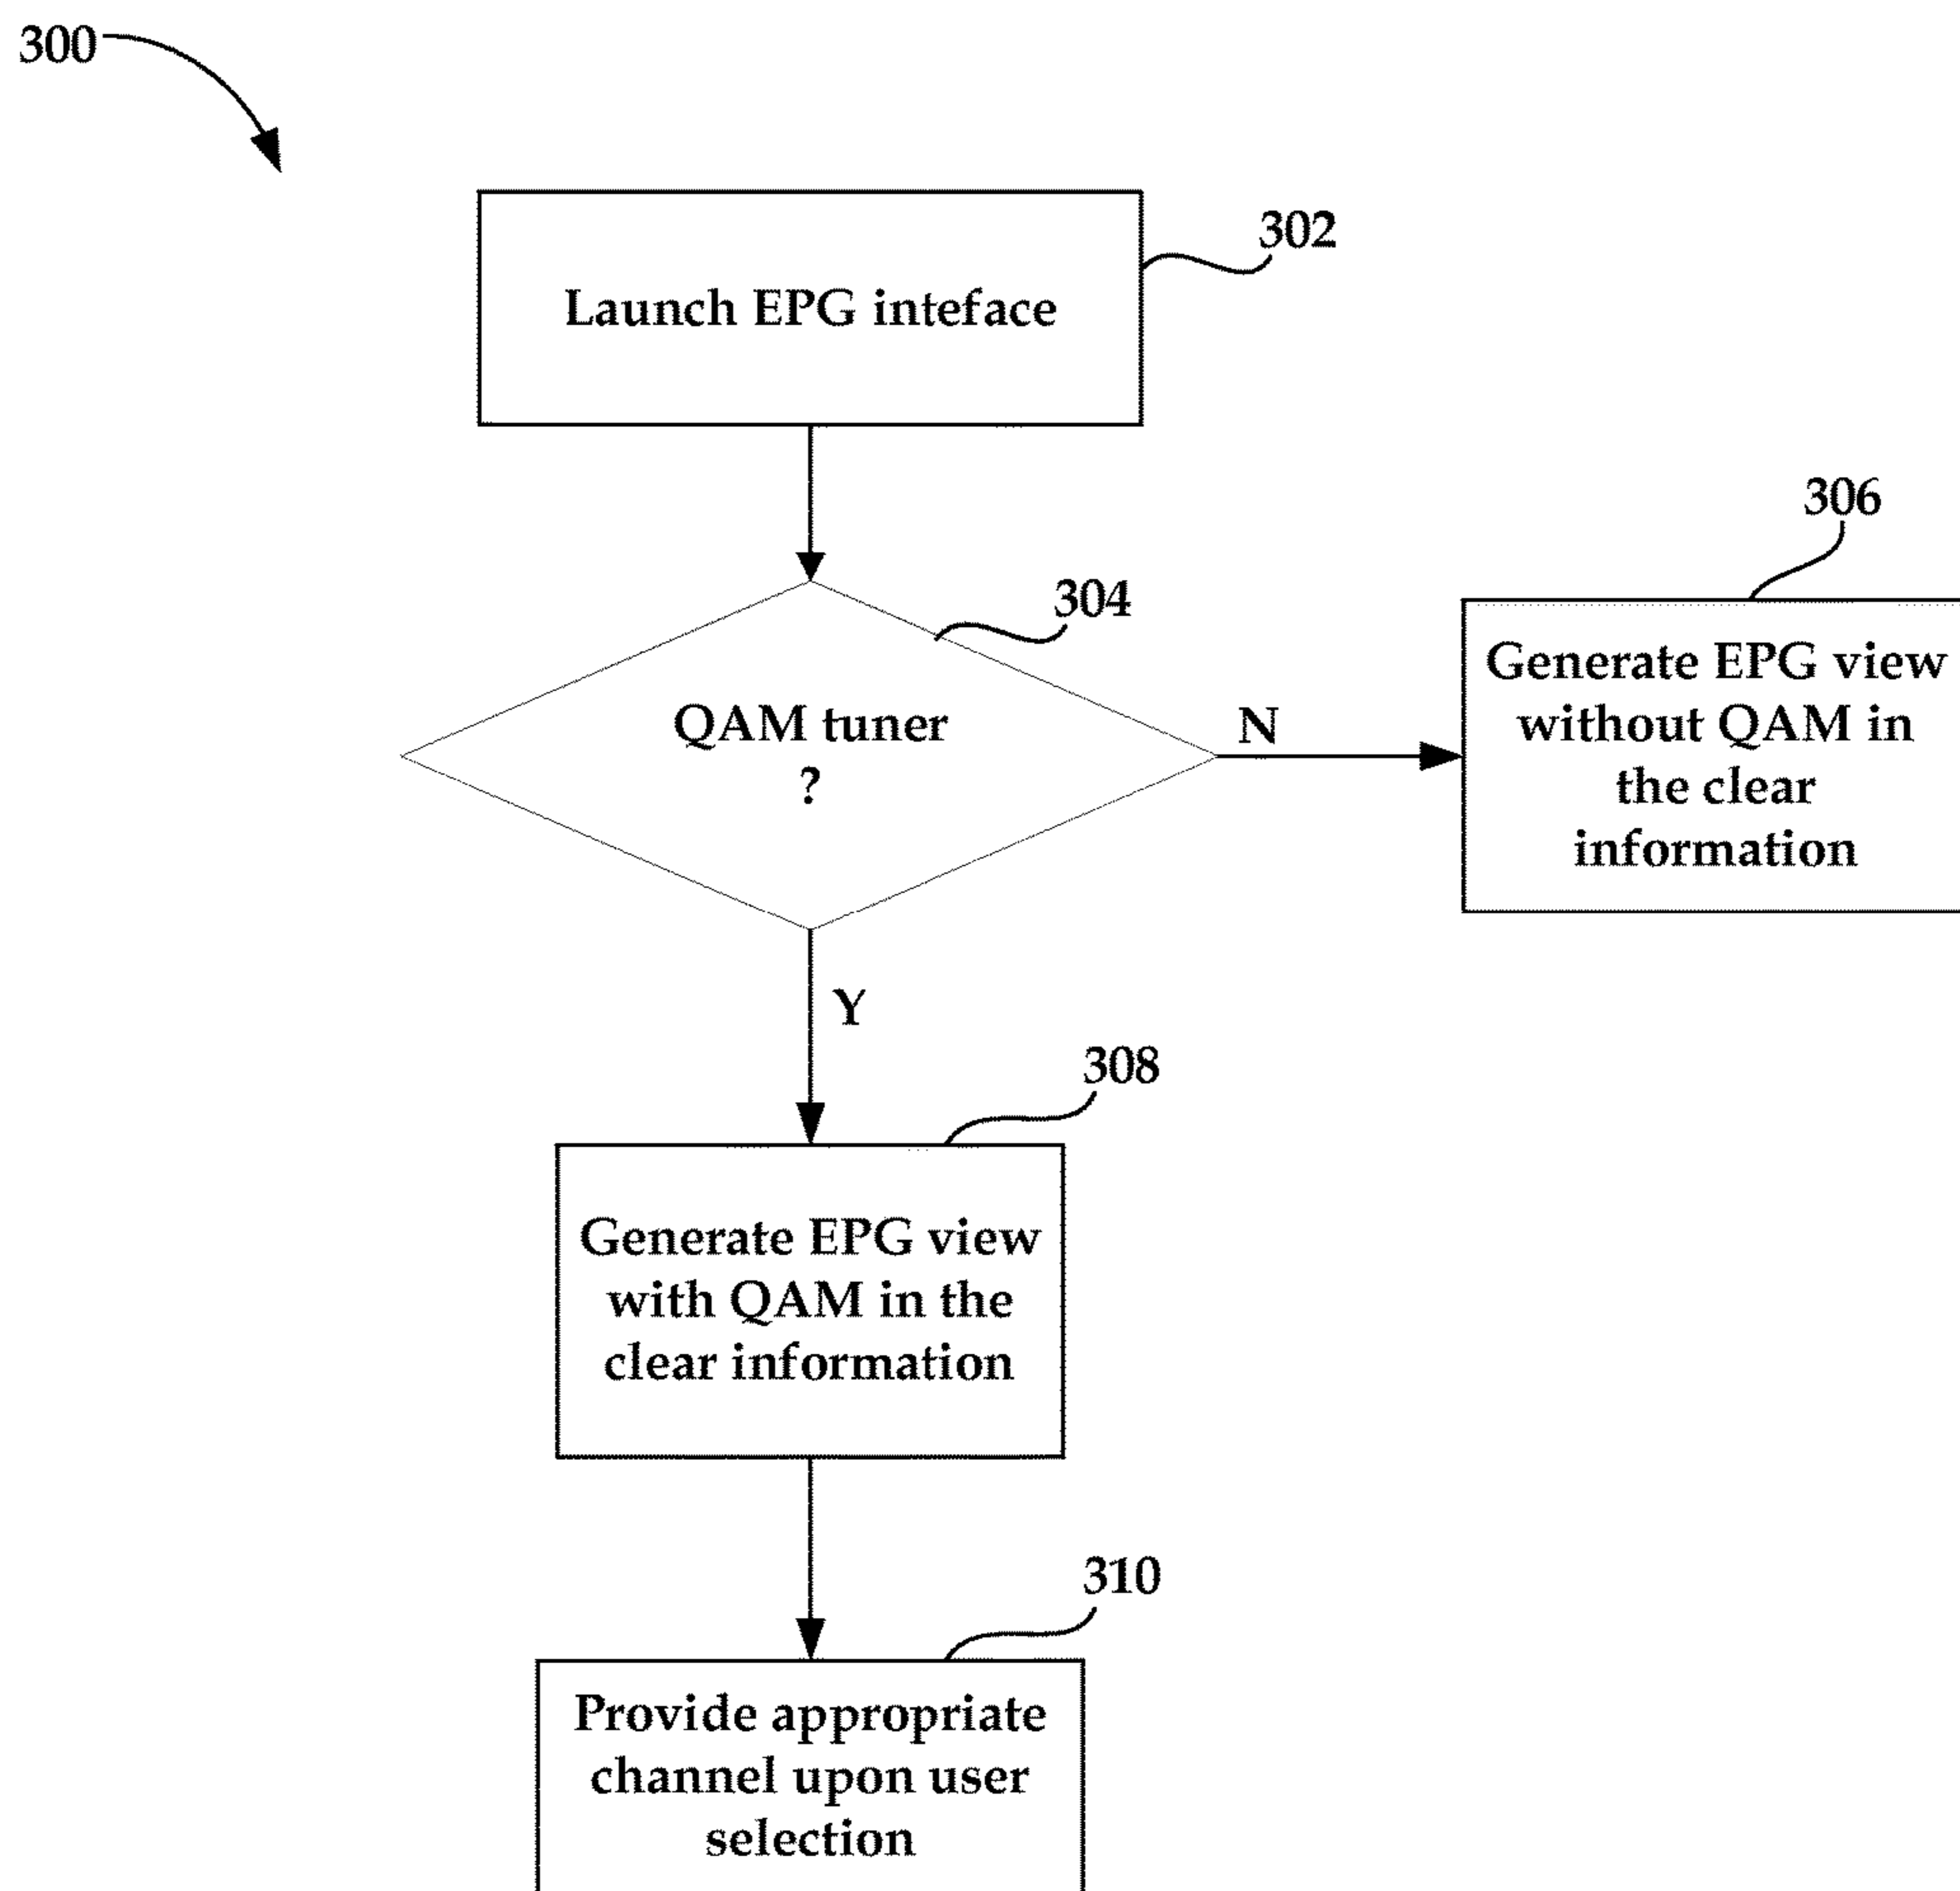 300
302
Launch EPG inteface
306
304
Generate EPG view
without QAM in
the clear
information
QAM tuner
?
N
Y
308
Generate EPG view
with QAM in the
clear information
310
Provide appropriate
channel upon user
selection